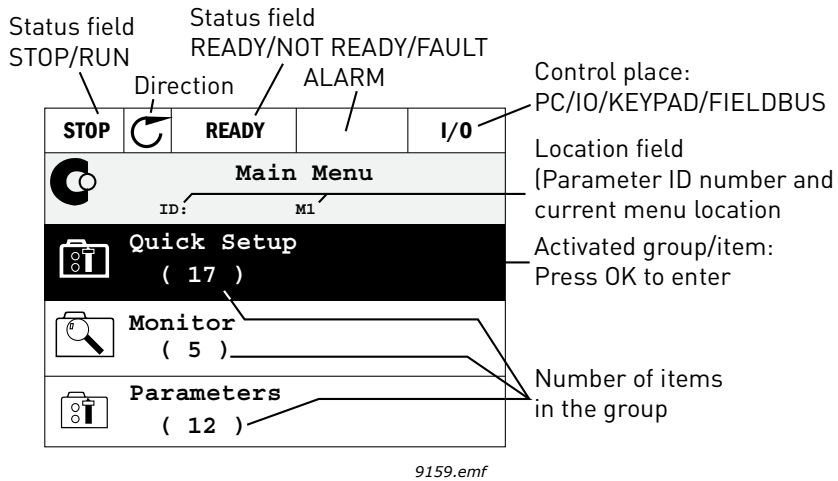 Status field
STOP/RUN
Status field
READY/NOT READY/FAULT
Direction
ALARM
Control place:
PC/IO/KEYPAD/FIELDBUS
STOP
READY
I/O
Main Menu
ID:
M1
Location field
(Parameter ID number and
current menu location
Quick Setup
( 17 )
Activated group/item:
Press OK to enter
Monitor
( 5 )
Parameters
( 12 )
Number of items
in the group
9159.emf